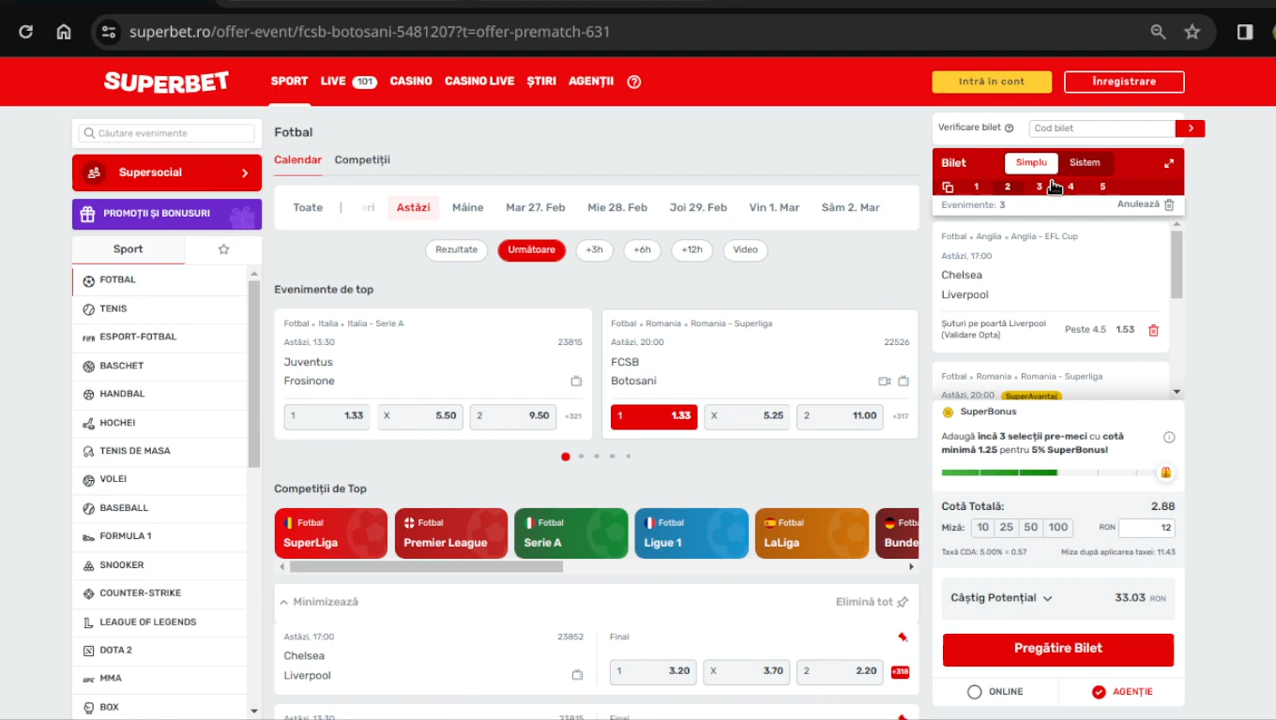 superbet.ro/offer-event/fcsb-botosani-5481207?t=offer-prematch-631
SUPERBET
SPORT LIVE 101 CASINO CASINO LIVE ȘTIRI AGENȚII
Intră în cont
Înregistrare
Căutare evenimente
Supersocial
PROMOȚII ȘI BONUSURI
Sport
FOTBAL
TENIS
ESPORT-FOTBAL
BASCHET
HANDBAL
HOCHEI
TENIS DE MASA
VOLEI
BASEBALL
FORMULA 1
SNOOKER
COUNTER-STRIKE
LEAGUE OF LEGENDS
DOTA 2
MMA
BOX
Fotbal
Calendar Competiții
Toate | eri Astăzi Mâine Mar 27. Feb Mie 28. Feb Joi 29. Feb Vin 1. Mar Sâm 2. Mar
Rezultate Următoare +3h +6h +12h Video
Evenimente de top
Fotbal • Italia • Italia - Serie A
Astăzi, 13:30 23815
Juventus
Frosinone
1 1.33 X 5.50 2 9.50 +321
Fotbal • Romania • Romania - Superliga
Astăzi, 20:00 22526
FCSB
Botosani
1 1.33 X 5.25 2 11.00 +317
Competiții de Top
Fotbal
SuperLiga
Fotbal
Premier League
Fotbal
Serie A
Fotbal
Ligue 1
Fotbal
LaLiga
Fotb
Bunde
Minimizează Elimină tot
Astăzi, 17:00 23852 Final
Chelsea
Liverpool
1 3.20 X 3.70 2 2.20 +318
Astăzi, 13:30 23815 Final
Verificare bilet
Cod bilet
Bilet Simplu Sistem
1 2 3 4 5
Evenimente: 3 Anulează
Fotbal • Anglia • Anglia - EFL Cup
Astăzi, 17:00
Chelsea
Liverpool
Șuturi pe poartă Liverpool (Validare Opta) Peste 4.5 1.53
Fotbal • Romania • Romania - Superliga
Astăzi, 20:00 SuperAvantaj
SuperBonus
Adaugă încă 3 selecții pre-meci cu cotă
minimă 1.25 pentru 5% SuperBonus!
Cotă Totală: 2.88
Miză: 10 25 50 100 RON 12
Taxă CDA: 5.00% = 0.57 Miza după aplicarea taxei: 11.43
Câștig Potențial 33.03 RON
Pregătire Bilet
ONLINE AGENȚIE